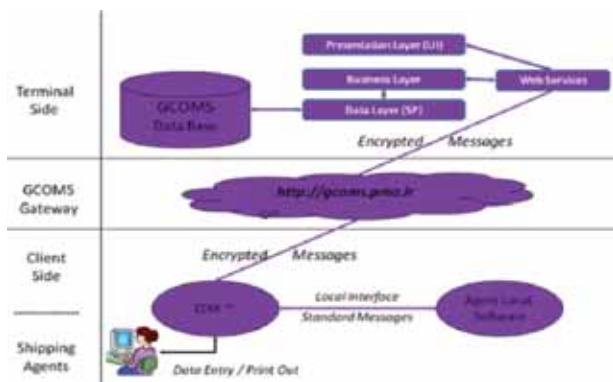 Presentation Layer (UI)
Business Layer
Web Services
Terminal
Side
GCOMS
Data Base
Data Layer (SP)
Encrypted Messages
GCOMS
Gateway
http://gcoms.pmo.ir
Client
Side
Encrypted Messages
Local Interface
Agent Local
Software
Standard Messages
Shipping
Agents
Data Entry / Print Out